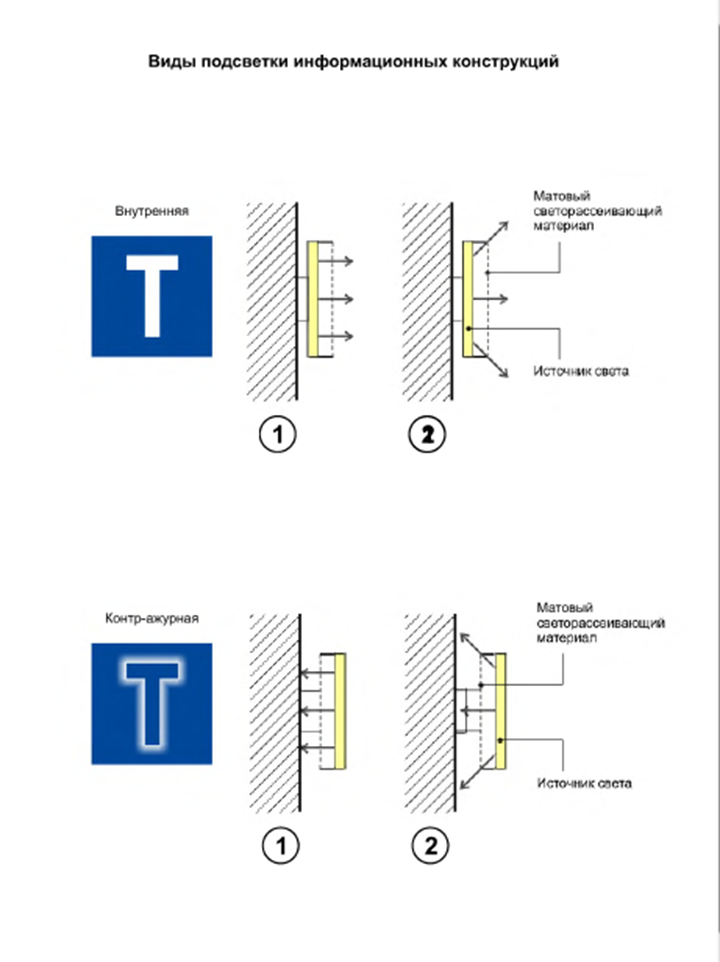 Виды подсветки информационных конструкций
Внутренняя
Т
Матовый
светорассеивающий
материал
Источник света
1
2
Контр-ажурная
Т
Матовый
светорассеивающий
материал
Источник света
1
2